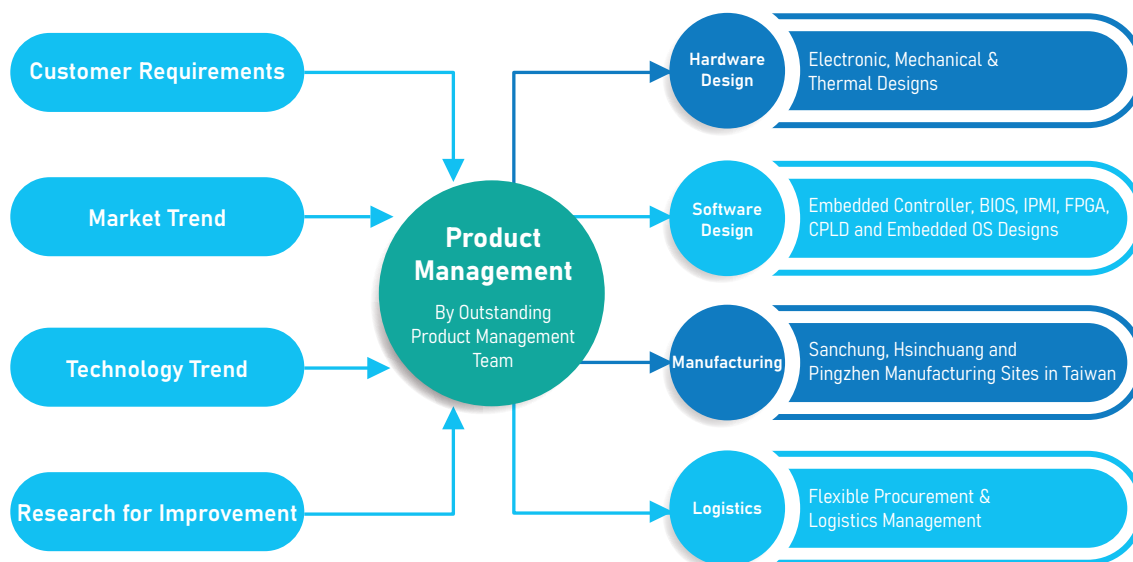 Customer Requirements
Market Trend
Technology Trend
Research for Improvement
Product
Management
By Outstanding
Product Management
Team
Hardware
Design
Electronic, Mechanical &
Thermal Designs
Software
Design
Embedded Controller, BIOS, IPMI, FPGA,
CPLD and Embedded OS Designs
Manufacturing
Sanchung, Hsinchuang and
Pingzhen Manufacturing Sites in Taiwan
Logistics
Flexible Procurement &
Logistics Management